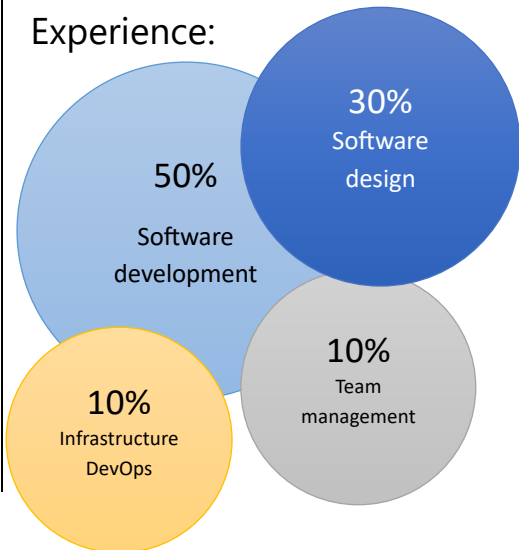 Experience:
30%
Software
design
50%
Software
development
10%
Team
management
10%
Infrastructure
DevOps